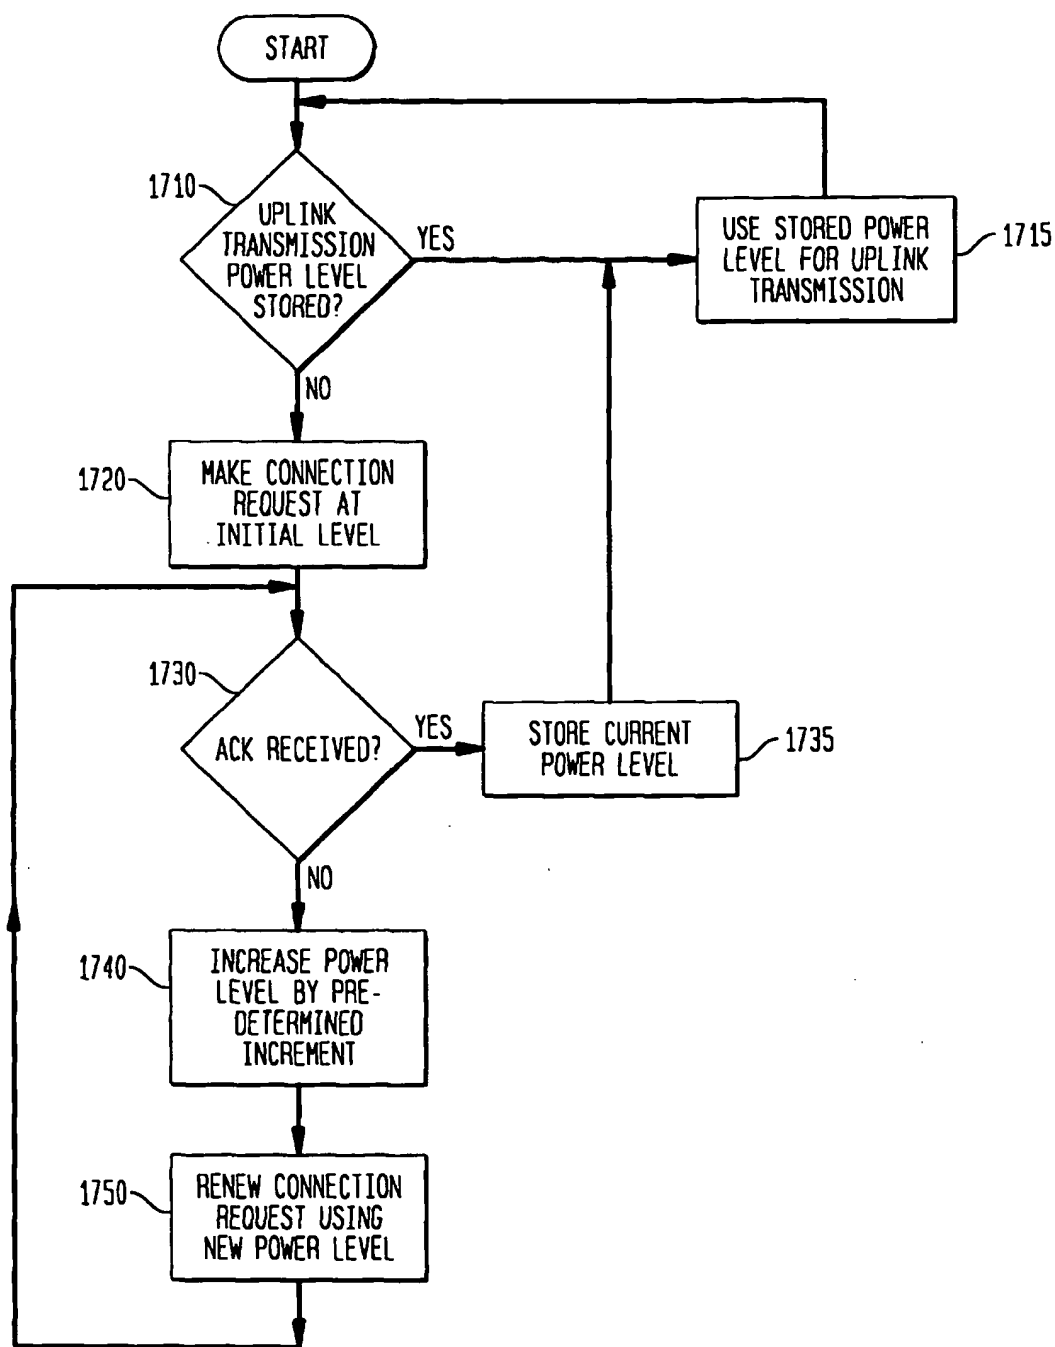 START
1710
UPLINK
TRANSMISSION
POWER LEVEL
STORED?
YES
USE STORED POWER
LEVEL FOR UPLINK
TRANSMISSION
1715
NO
1720
MAKE CONNECTION
REQUEST AT
INITIAL LEVEL
1730
ACK RECEIVED?
YES
STORE CURRENT
POWER LEVEL
1735
NO
1740
INCREASE POWER
LEVEL BY PRE-
DETERMINED
INCREMENT
1750
RENEW CONNECTION
REQUEST USING
NEW POWER LEVEL